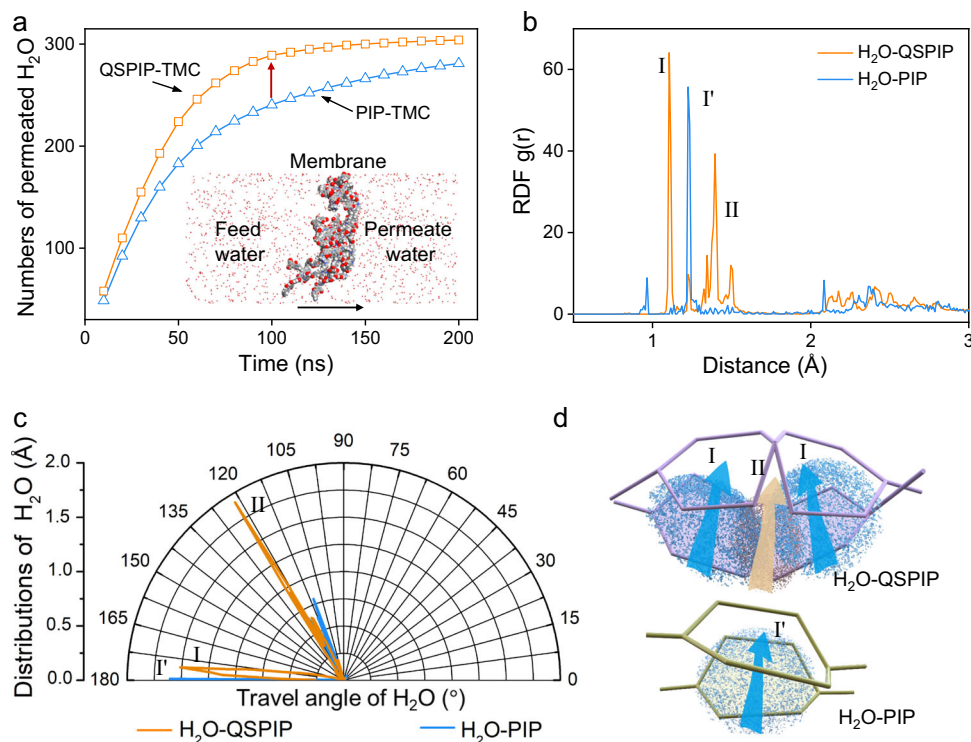 a
Numbers of permeated H₂O
300
200
100
QSPIP-TMC
PIP-TMC
Membrane
Feed
water
Permeate
water
0
50
100
150
200
Time (ns)
b
RDF g(r)
60
40
20
0
I
I'
II
H₂O-QSPIP
H₂O-PIP
1
2
3
Distance (Å)
c
Distributions of H₂O (Å)
2.0
1.5
1.0
0.5
0.0
180
165
150
135
120
105
90
75
60
45
30
15
0
II
I'
I
Travel angle of H₂O (°)
H₂O-QSPIP
H₂O-PIP
d
I
II
I
H₂O-QSPIP
I'
H₂O-PIP